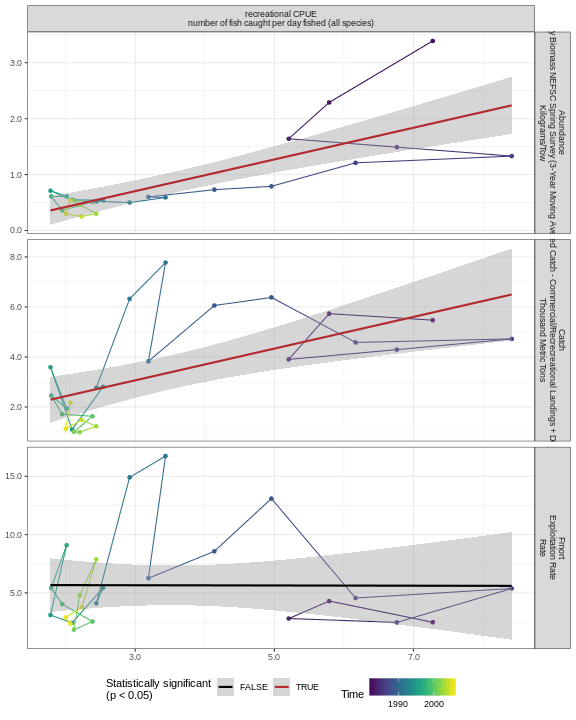 recreational CPUE
number of fish caught per day fished (all species)
3.0
2.0
1.0
0.0
Abundance
y Biomass NEFSC Spring Survey (3-Year Moving Ave
Kilograms/Tow
8.0
6.0
4.0
2.0
Catch
ed Catch - Commercial/Recreational Landings + D
Thousand Metric Tons
15.0
10.0
5.0
Fmort
Exploitation Rate
Rate
3.0 5.0 7.0
Statistically significant
(p < 0.05)
FALSE TRUE
Time
1990 2000